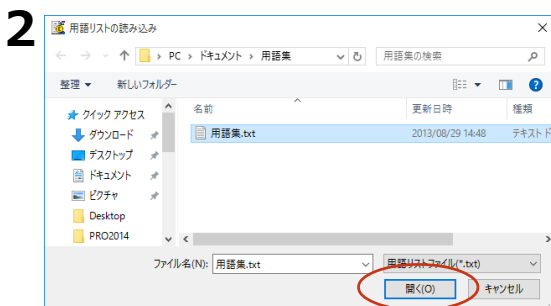 2
用語リストの読み込み
PC › ドキュメント › 用語集
用語集の検索
整理
新しいフォルダー
名前
更新日時
種類
クイック アクセス
用語集.txt
2013/08/29 14:48
テキスト ド
ダウンロード
デスクトップ
ドキュメント
ピクチャ
Desktop
PRO2014
ファイル名(N):
用語集.txt
用語リストファイル(*.txt)
開く(O)
キャンセル